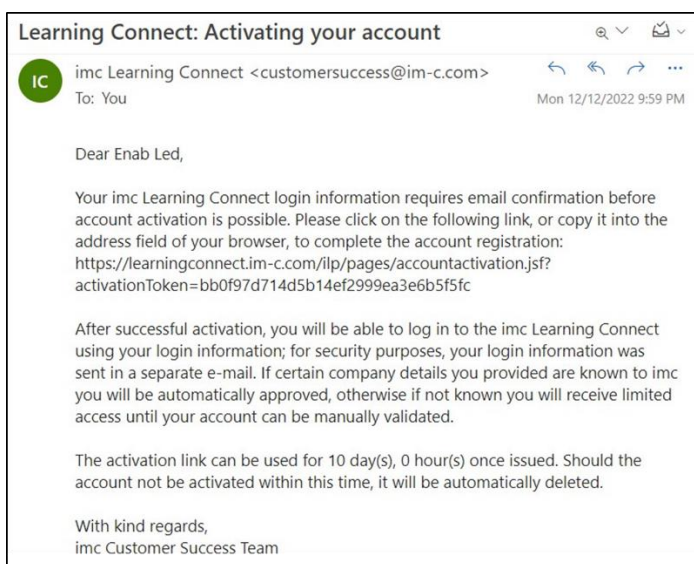 Learning Connect: Activating your account
IC
imc Learning Connect <customersuccess@im-c.com>
To: You
Mon 12/12/2022 9:59 PM
Dear Enab Led,
Your imc Learning Connect login information requires email confirmation before
account activation is possible. Please click on the following link, or copy it into the
address field of your browser, to complete the account registration:
https://learningconnect.im-c.com/ilp/pages/accountactivation.jsf?
activationToken=bb0f97d714d5b14ef2999ea3e6b5f5fc
After successful activation, you will be able to log in to the imc Learning Connect
using your login information; for security purposes, your login information was
sent in a separate e-mail. If certain company details you provided are known to imc
you will be automatically approved, otherwise if not known you will receive limited
access until your account can be manually validated.
The activation link can be used for 10 day(s), 0 hour(s) once issued. Should the
account not be activated within this time, it will be automatically deleted.
With kind regards,
imc Customer Success Team